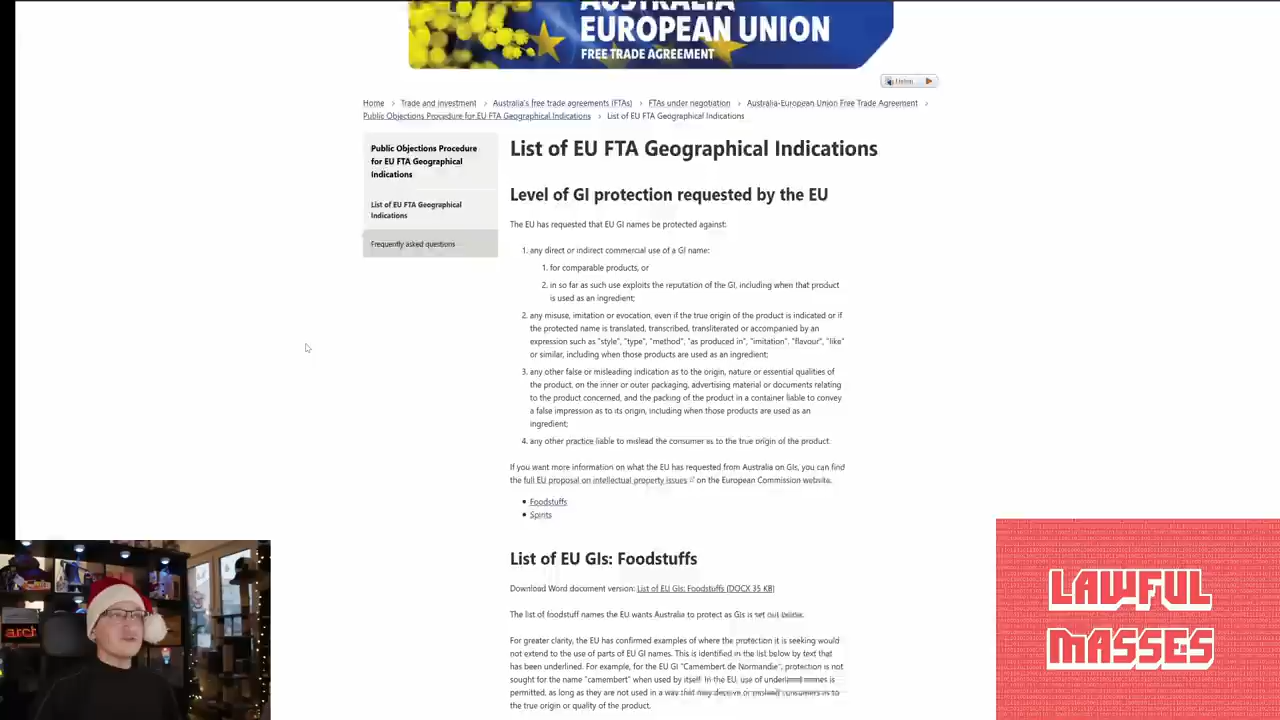 AUSTRALIA
EUROPEAN UNION
FREE TRADE AGREEMENT
Listen
Home › Trade and investment › Australia's free trade agreements (FTAs) › FTAs under negotiation › Australia-European Union Free Trade Agreement ›
Public Objections Procedure for EU FTA Geographical Indications › List of EU FTA Geographical Indications
Public Objections Procedure
for EU FTA Geographical
Indications
List of EU FTA Geographical
Indications
Frequently asked questions
List of EU FTA Geographical Indications
Level of GI protection requested by the EU
The EU has requested that EU GI names be protected against:
1. any direct or indirect commercial use of a GI name:
1. for comparable products, or
2. in so far as such use exploits the reputation of the GI, including when that product
is used as an ingredient;
2. any misuse, imitation or evocation, even if the true origin of the product is indicated or if
the protected name is translated, transcribed, transliterated or accompanied by an
expression such as "style", "type", "method", "as produced in", "imitation", "flavour", "like"
or similar, including when those products are used as an ingredient;
3. any other false or misleading indication as to the origin, nature or essential qualities of
the product, on the inner or outer packaging, advertising material or documents relating
to the product concerned, and the packing of the product in a container liable to convey
a false impression as to its origin, including when those products are used as an
ingredient;
4. any other practice liable to mislead the consumer as to the true origin of the product
If you want more information on what the EU has requested from Australia on GIs, you can find
the full EU proposal on intellectual property issues on the European Commission website.
• Foodstuffs
• Spirits
List of EU GIs: Foodstuffs
Download Word document version: List of EU GIs: Foodstuffs [DOCX 35 KB]
The list of foodstuff names the EU wants Australia to protect as GIs is set out below.
For greater clarity, the EU has confirmed examples of where the protection it is seeking would
not extend to the use of parts of EU GI names. This is identified in the list below by text that
has been underlined. For example, for the EU GI "Camembert de Normandie", protection is not
sought for the name "camembert" when used by itself. In the EU, use of underlined names is
permitted, as long as they are not used in a way that may deceive or mislead consumers as to
the true origin or quality of the product.
arch
LAWFUL
MASSES